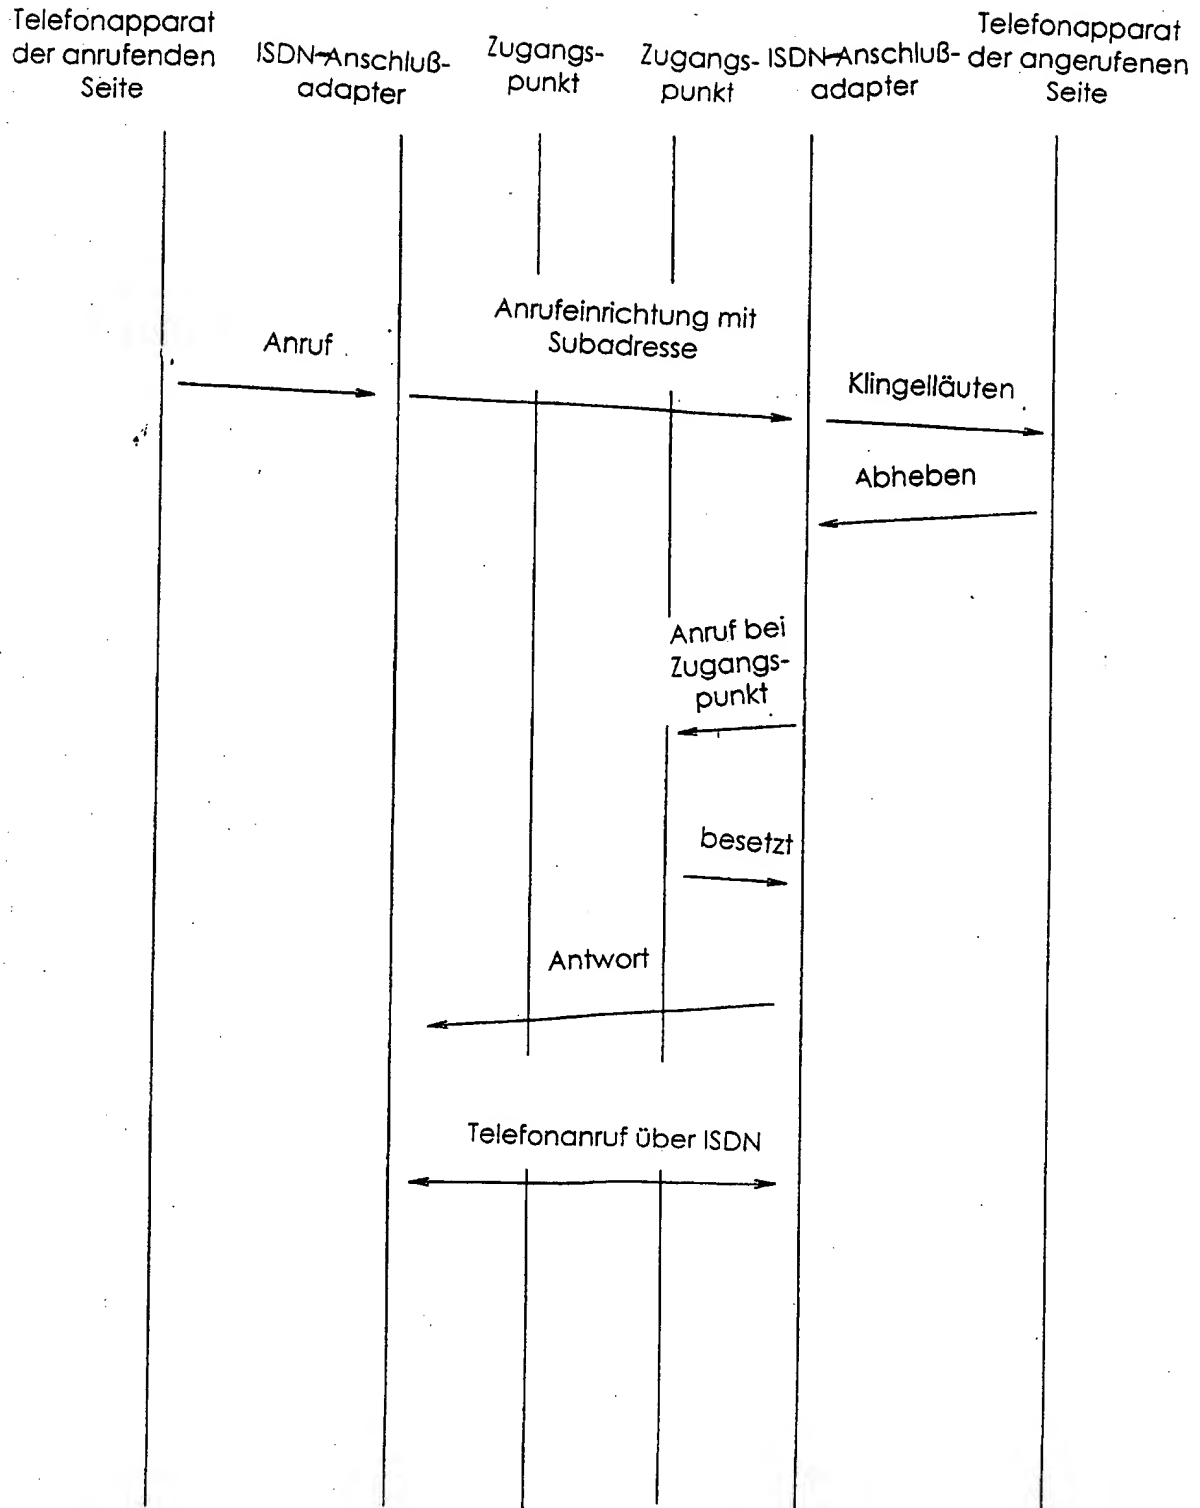 Telefonapparat
der anrufenden
Seite
ISDN-Anschluß-
adapter
Zugangs-
punkt
Zugangs-
punkt
ISDN-Anschluß-
adapter
Telefonapparat
der angerufenen
Seite
Anrufeinrichtung mit
Subadresse
Anruf
Klingelläuten
Abheben
Anruf bei
Zugangs-
punkt
besetzt
Antwort
Telefonanruf über ISDN